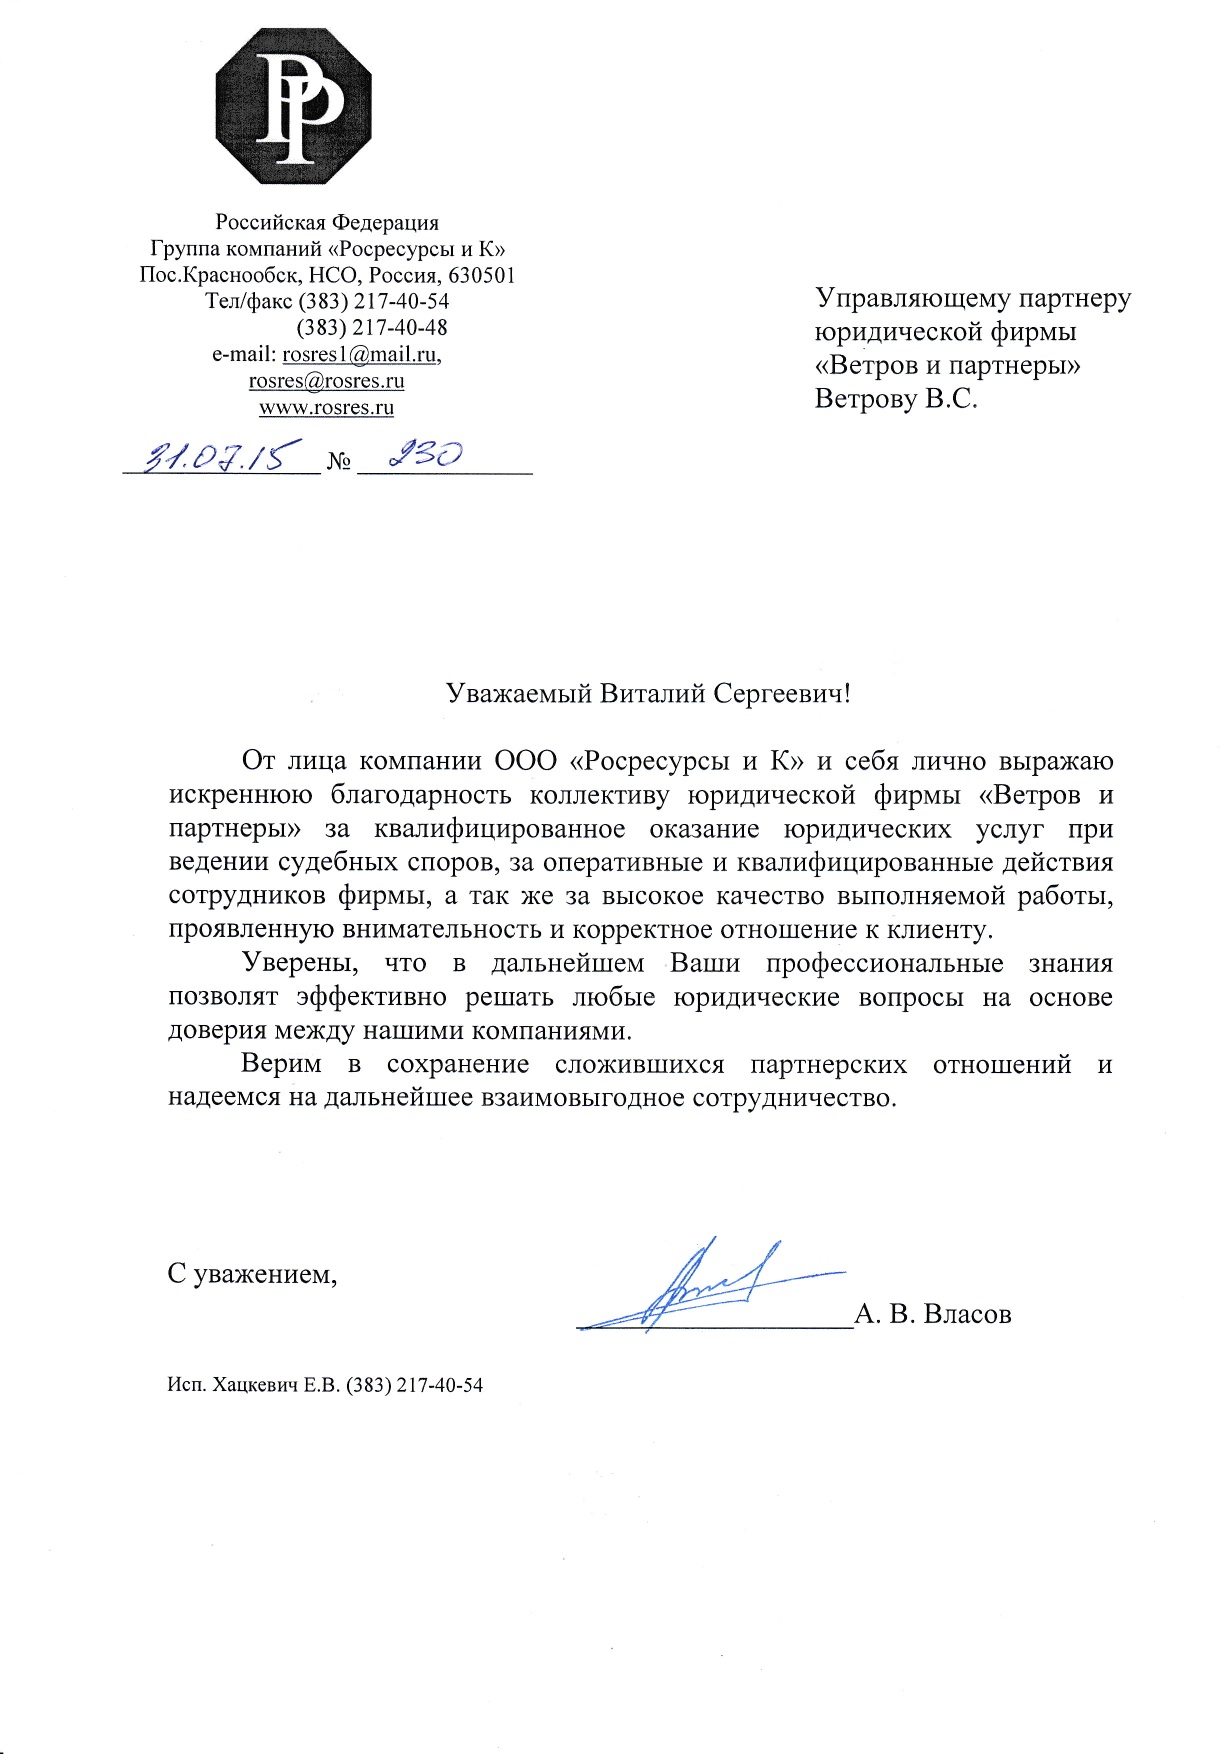 РР
Российская Федерация
Группа компаний «Росресурсы и К»
Пос.Краснообск, НСО, Россия, 630501
Тел/факс (383) 217-40-54
(383) 217-40-48
e-mail: rosres1@mail.ru,
rosres@rosres.ru
www.rosres.ru
31.07.15 № 230
Управляющему партнеру
юридической фирмы
«Ветров и партнеры»
Ветрову В.С.
Уважаемый Виталий Сергеевич!
От лица компании ООО «Росресурсы и К» и себя лично выражаю
искреннюю благодарность коллективу юридической фирмы «Ветров и
партнеры» за квалифицированное оказание юридических услуг при
ведении судебных споров, за оперативные и квалифицированные действия
сотрудников фирмы, а так же за высокое качество выполняемой работы,
проявленную внимательность и корректное отношение к клиенту.
Уверены, что в дальнейшем Ваши профессиональные знания
позволят эффективно решать любые юридические вопросы на основе
доверия между нашими компаниями.
Верим в сохранение сложившихся партнерских отношений и
надеемся на дальнейшее взаимовыгодное сотрудничество.
С уважением,
А. В. Власов
Исп. Хацкевич Е.В. (383) 217-40-54